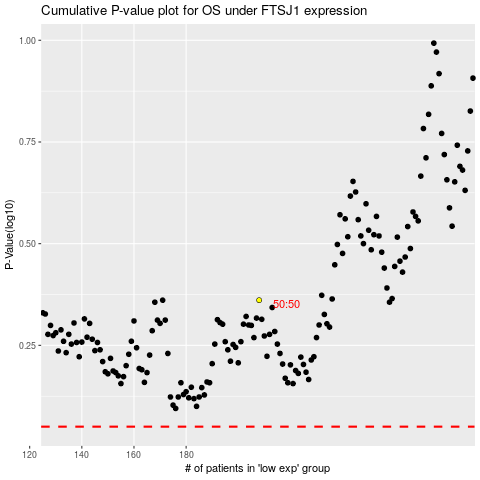 Cumulative P-value plot for OS under FTSJ1 expression
1.00
0.75
0.50
0.25
P-Value(log10)
50:50
120 140 160 180
# of patients in 'low exp' group